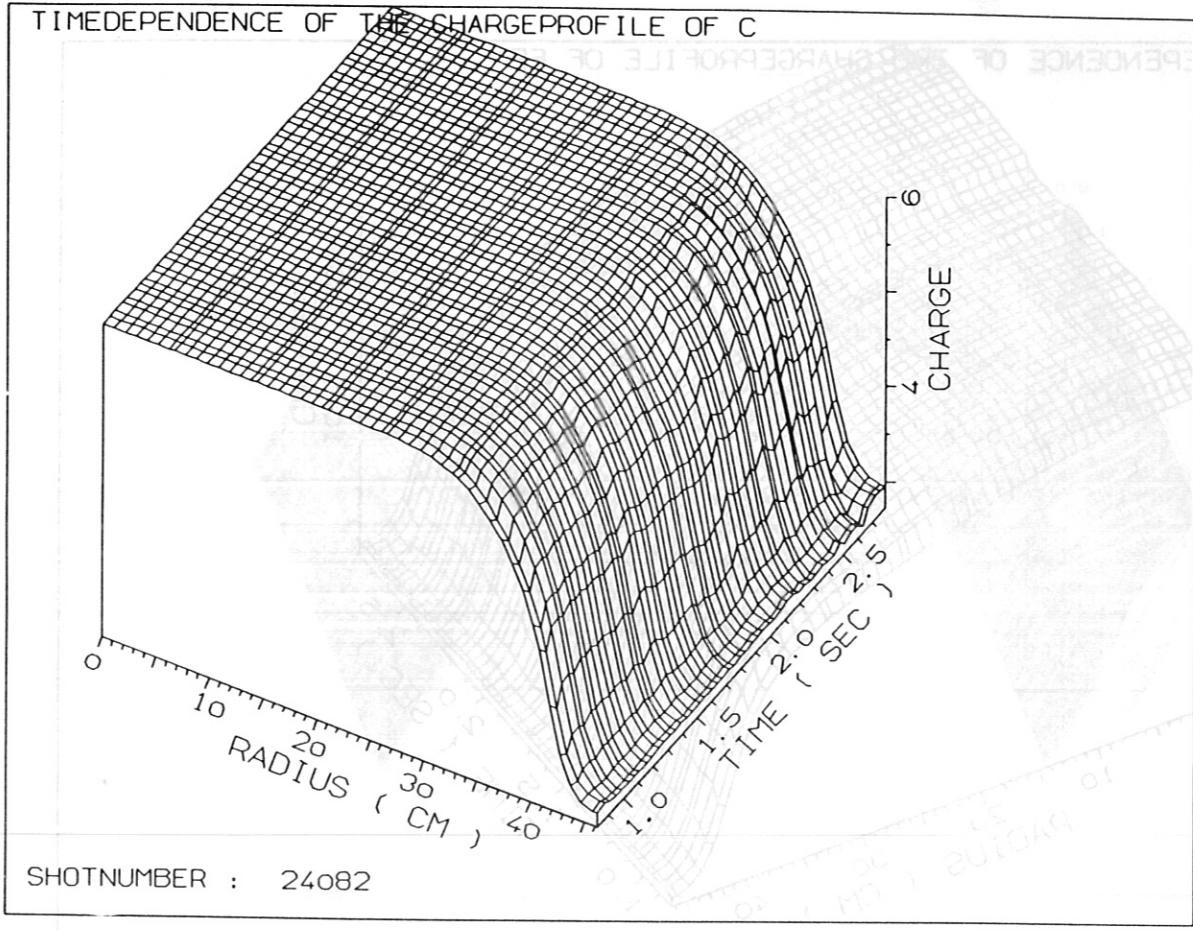 TIMEDEPENDENCE OF THE CHARGEPROFILE OF C
6
4
CHARGE
0
10
20
30
40
RADIUS ( CM )
1.0
1.5
2.0
2.5
TIME ( SEC )
SHOTNUMBER : 24082